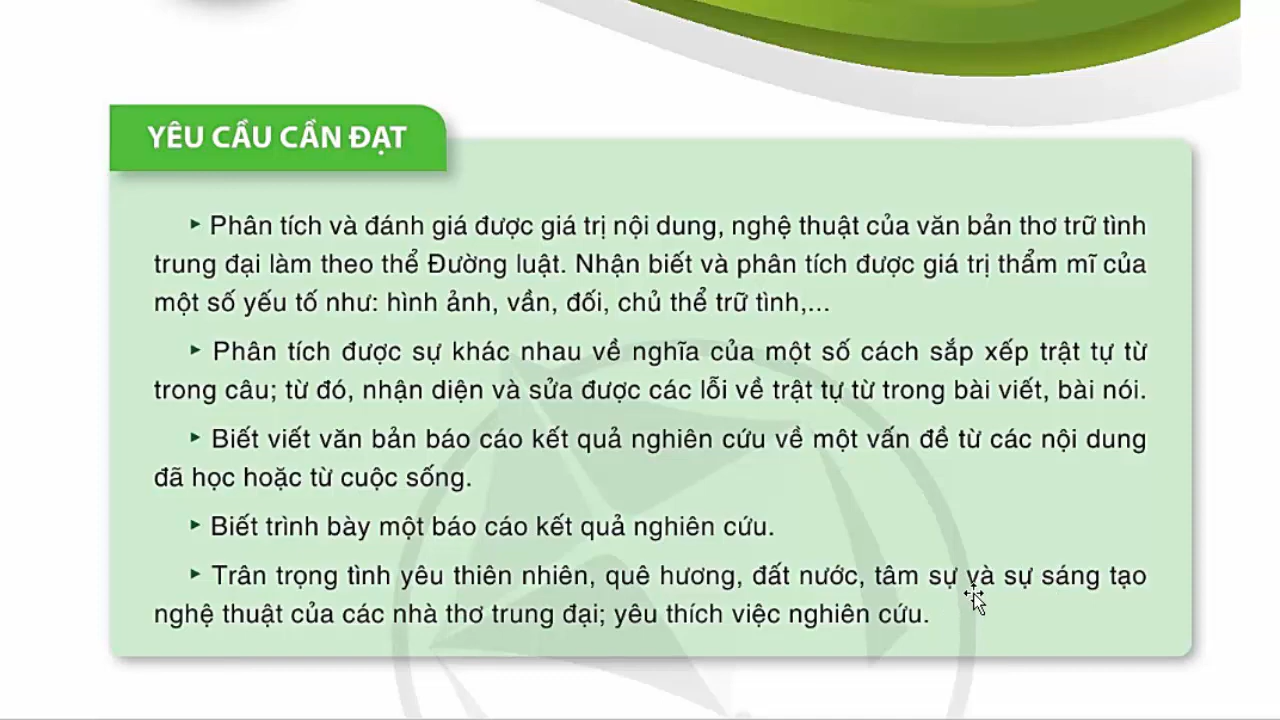 YÊU CẦU CẦN ĐẠT
▸ Phân tích và đánh giá được giá trị nội dung, nghệ thuật của văn bản thơ trữ tình
trung đại làm theo thể Đường luật. Nhận biết và phân tích được giá trị thẩm mĩ của
một số yếu tố như: hình ảnh, vần, đối, chủ thể trữ tình,...
▸ Phân tích được sự khác nhau về nghĩa của một số cách sắp xếp trật tự từ
trong câu; từ đó, nhận diện và sửa được các lỗi về trật tự từ trong bài viết, bài nói.
▸ Biết viết văn bản báo cáo kết quả nghiên cứu về một vấn đề từ các nội dung
đã học hoặc từ cuộc sống.
▸ Biết trình bày một báo cáo kết quả nghiên cứu.
▸ Trân trọng tình yêu thiên nhiên, quê hương, đất nước, tâm sự và sự sáng tạo
nghệ thuật của các nhà thơ trung đại; yêu thích việc nghiên cứu.